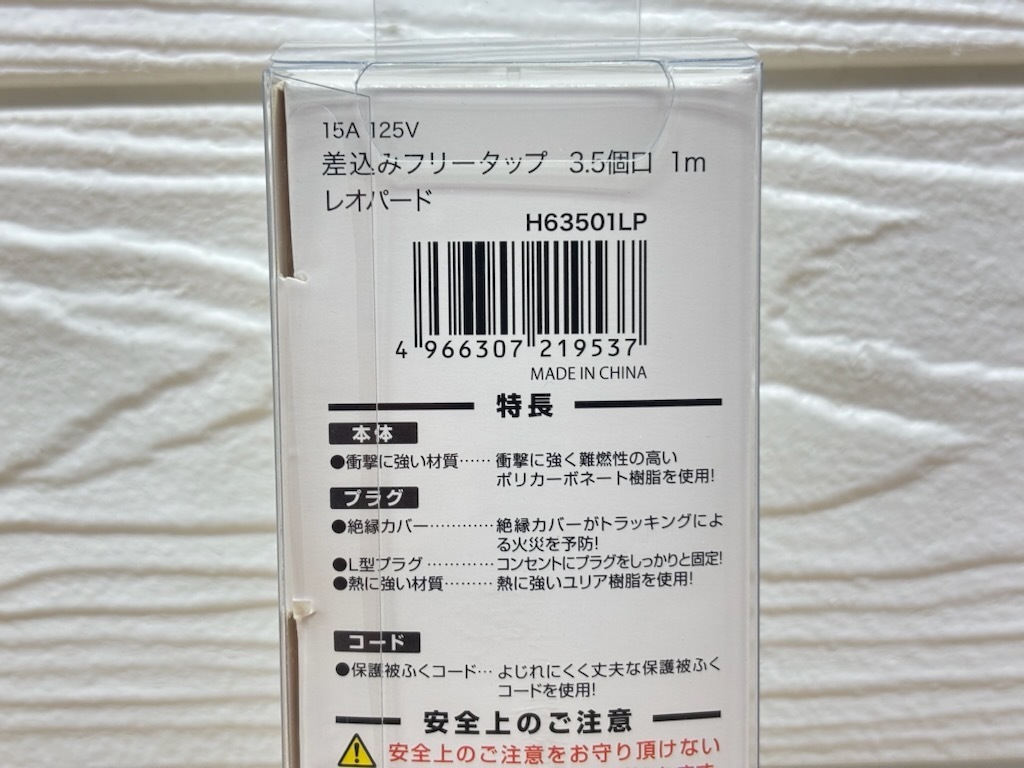 15A 125V
差込みフリータップ 3.5個口 1m
レオパード
H63501LP
4 966307 219537
MADE IN CHINA
特長
本体
●衝撃に強い材質……衝撃に強く難燃性の高い
ポリカーボネート樹脂を使用!
プラグ
●絶縁カバー…………絶縁カバーがトラッキングによ
る火災を予防!
●L型プラグ…………コンセントにプラグをしっかりと固定!
●熱に強い材質………熱に強いユリア樹脂を使用!
コード
●保護被ふくコード…よじれにくく丈夫な保護被ふく
コードを使用!
安全上のご注意
安全上のご注意をお守り頂けない